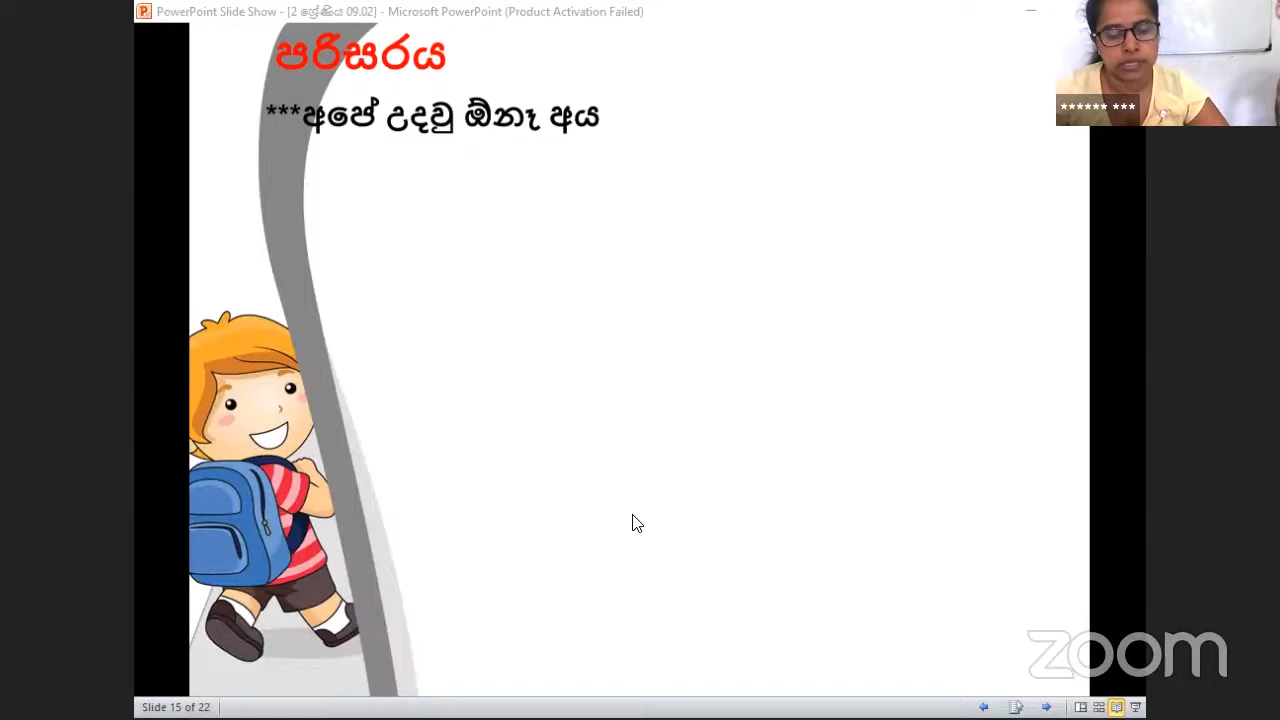 PowerPoint Slide Show - [2 ශ්‍රේණිය 09.02] - Microsoft PowerPoint (Product Activation Failed)
පරිසරය
***අපේ උදවු ඕනෑ අය
****** ***
zoom
Slide 15 of 22